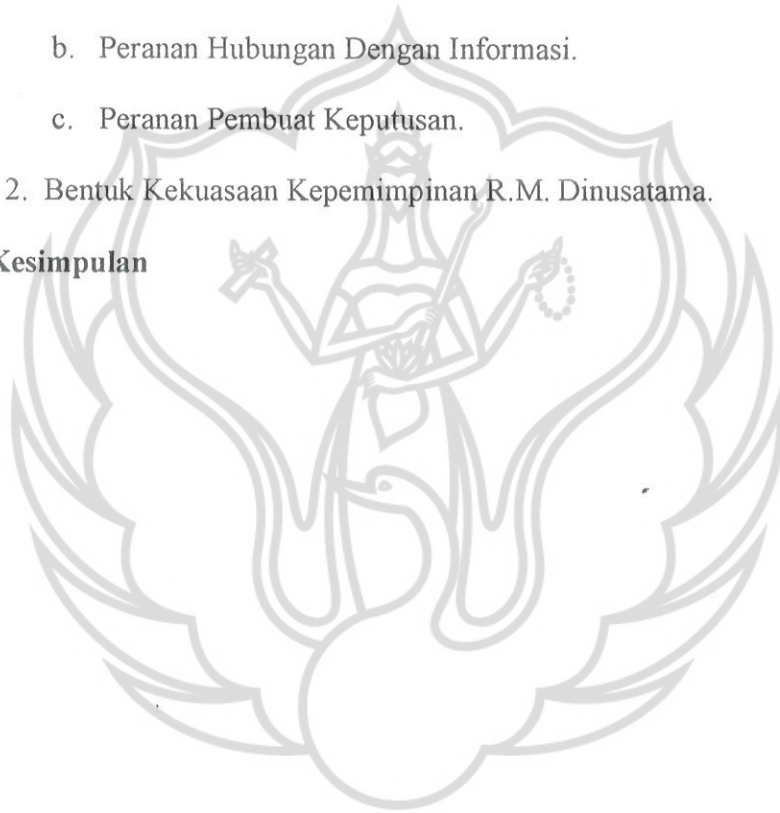 b. Peranan Hubungan Dengan Informasi.
c. Peranan Pembuat Keputusan.
2. Bentuk Kekuasaan Kepemimpinan R.M. Dinusatama.
Kesimpulan